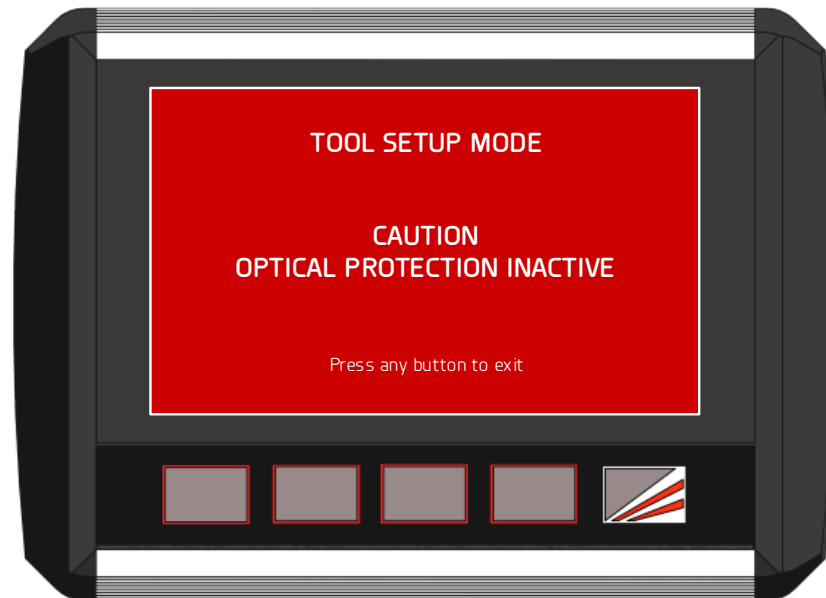 TOOL SETUP MODE
CAUTION
OPTICAL PROTECTION INACTIVE
Press any button to exit